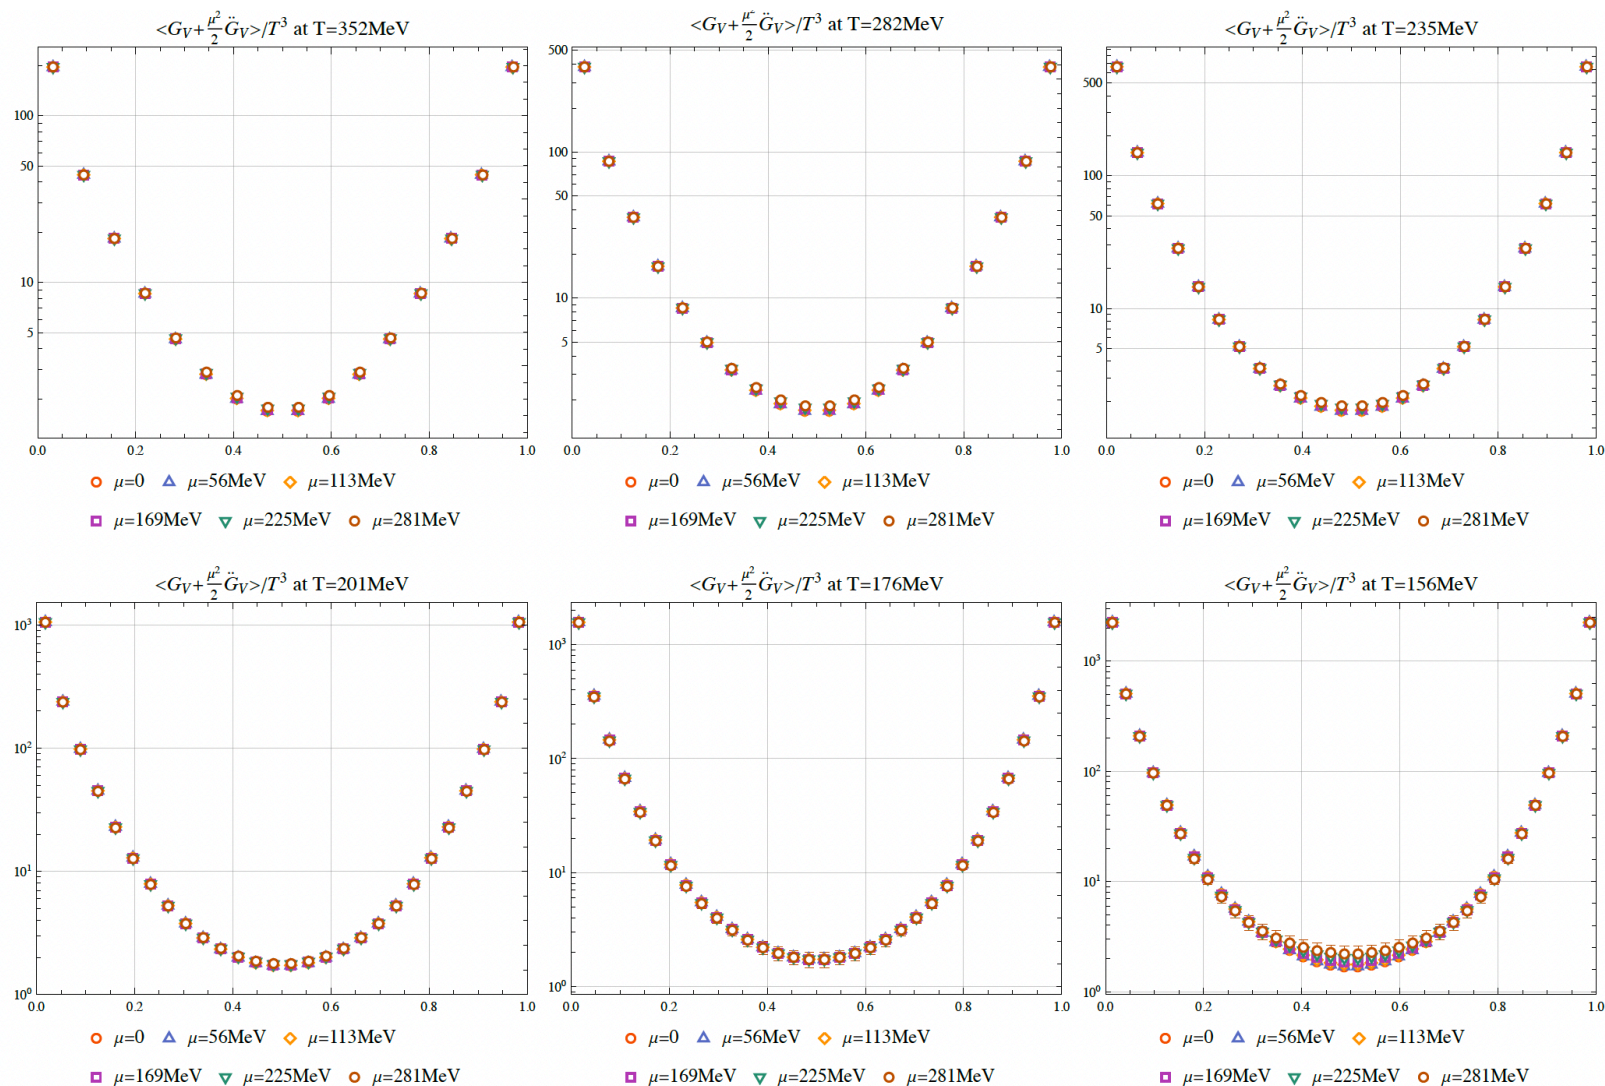 <G_V+μ²/2 G̈_V>/T³ at T=352MeV
100
50
10
5
0.0 0.2 0.4 0.6 0.8 1.0
μ=0 μ=56MeV μ=113MeV
μ=169MeV μ=225MeV μ=281MeV
<G_V+μ²/2 G̈_V>/T³ at T=282MeV
500
100
50
10
5
0.0 0.2 0.4 0.6 0.8 1.0
μ=0 μ=56MeV μ=113MeV
μ=169MeV μ=225MeV μ=281MeV
<G_V+μ²/2 G̈_V>/T³ at T=235MeV
500
100
50
10
5
0.0 0.2 0.4 0.6 0.8 1.0
μ=0 μ=56MeV μ=113MeV
μ=169MeV μ=225MeV μ=281MeV
<G_V+μ²/2 G̈_V>/T³ at T=201MeV
10³
10²
10¹
10⁰
0.0 0.2 0.4 0.6 0.8 1.0
μ=0 μ=56MeV μ=113MeV
μ=169MeV μ=225MeV μ=281MeV
<G_V+μ²/2 G̈_V>/T³ at T=176MeV
10³
10²
10¹
10⁰
0.0 0.2 0.4 0.6 0.8 1.0
μ=0 μ=56MeV μ=113MeV
μ=169MeV μ=225MeV μ=281MeV
<G_V+μ²/2 G̈_V>/T³ at T=156MeV
10³
10²
10¹
10⁰
0.0 0.2 0.4 0.6 0.8 1.0
μ=0 μ=56MeV μ=113MeV
μ=169MeV μ=225MeV μ=281MeV